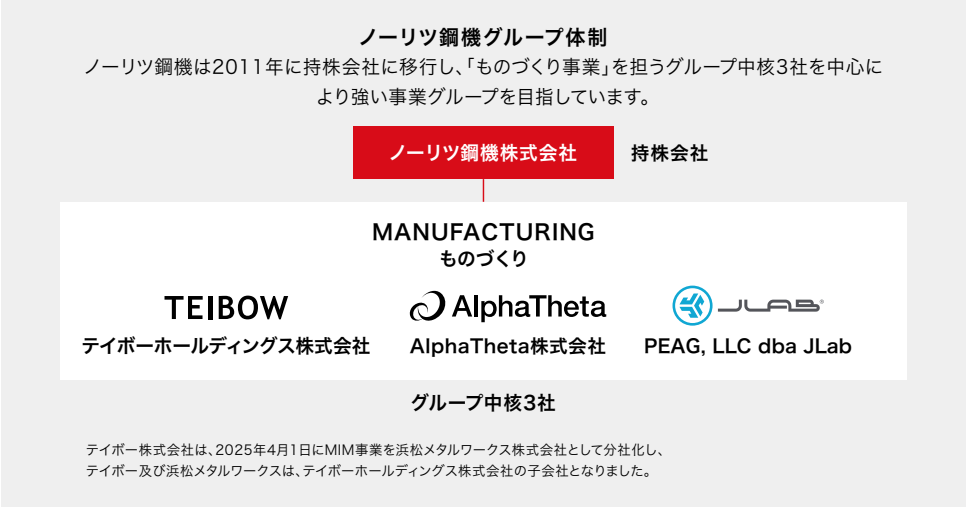 ノーリツ鋼機グループ体制
ノーリツ鋼機は2011年に持株会社に移行し、「ものづくり事業」を担うグループ中核3社を中心に
より強い事業グループを目指しています。
ノーリツ鋼機株式会社 持株会社
MANUFACTURING
ものづくり
TEIBOW AlphaTheta JLAB®
テイボーホールディングス株式会社 AlphaTheta株式会社 PEAG, LLC dba JLab
グループ中核3社
テイボー株式会社は、2025年4月1日にMIM事業を浜松メタルワークス株式会社として分社化し、
テイボー及び浜松メタルワークスは、テイボーホールディングス株式会社の子会社となりました。